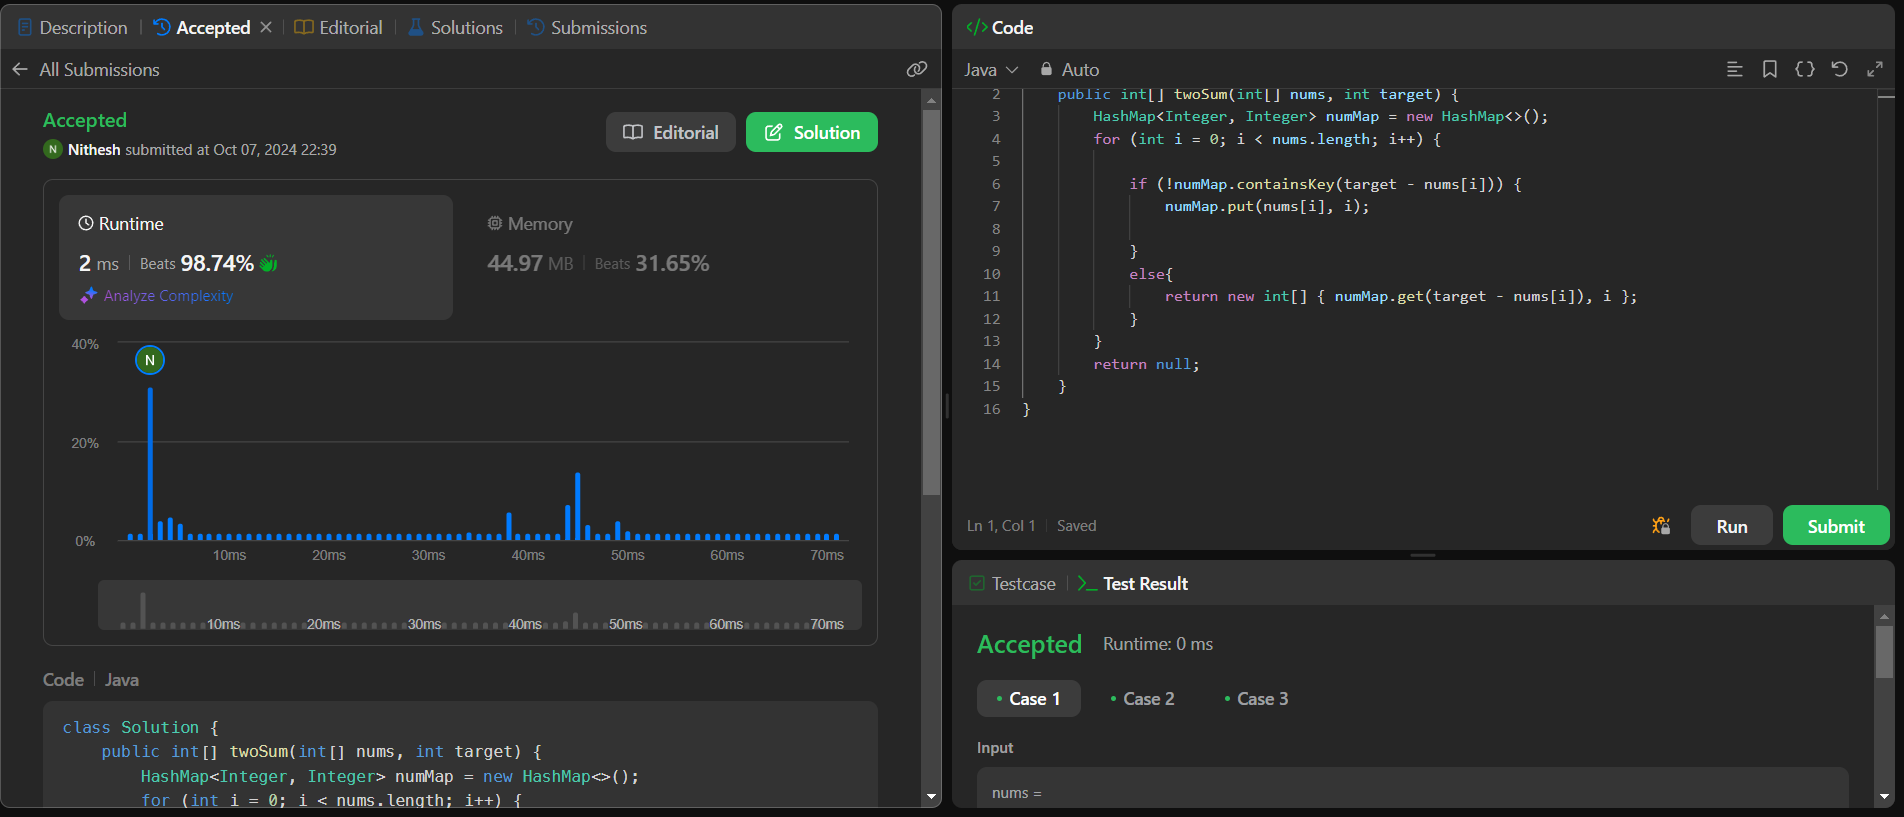 Description Accepted Editorial Solutions Submissions
All Submissions
Accepted
Editorial Solution
N Nithesh submitted at Oct 07, 2024 22:39
Runtime
2 ms Beats 98.74%
Analyze Complexity
Memory
44.97 MB Beats 31.65%
40%
N
20%
0%
10ms 20ms 30ms 40ms 50ms 60ms 70ms
10ms 20ms 30ms 40ms 50ms 60ms 70ms
Code Java
class Solution {
public int[] twoSum(int[] nums, int target) {
HashMap<Integer, Integer> numMap = new HashMap<>();
for (int i = 0; i < nums.length; i++) {
</> Code
Java Auto
2 public int[] twoSum(int[] nums, int target) {
3 HashMap<Integer, Integer> numMap = new HashMap<>();
4 for (int i = 0; i < nums.length; i++) {
5
6 if (!numMap.containsKey(target - nums[i])) {
7 numMap.put(nums[i], i);
8
9 }
10 else{
11 return new int[] { numMap.get(target - nums[i]), i };
12 }
13 }
14 return null;
15 }
16 }
Ln 1, Col 1 Saved
Run Submit
Testcase Test Result
Accepted Runtime: 0 ms
Case 1 Case 2 Case 3
Input
nums =